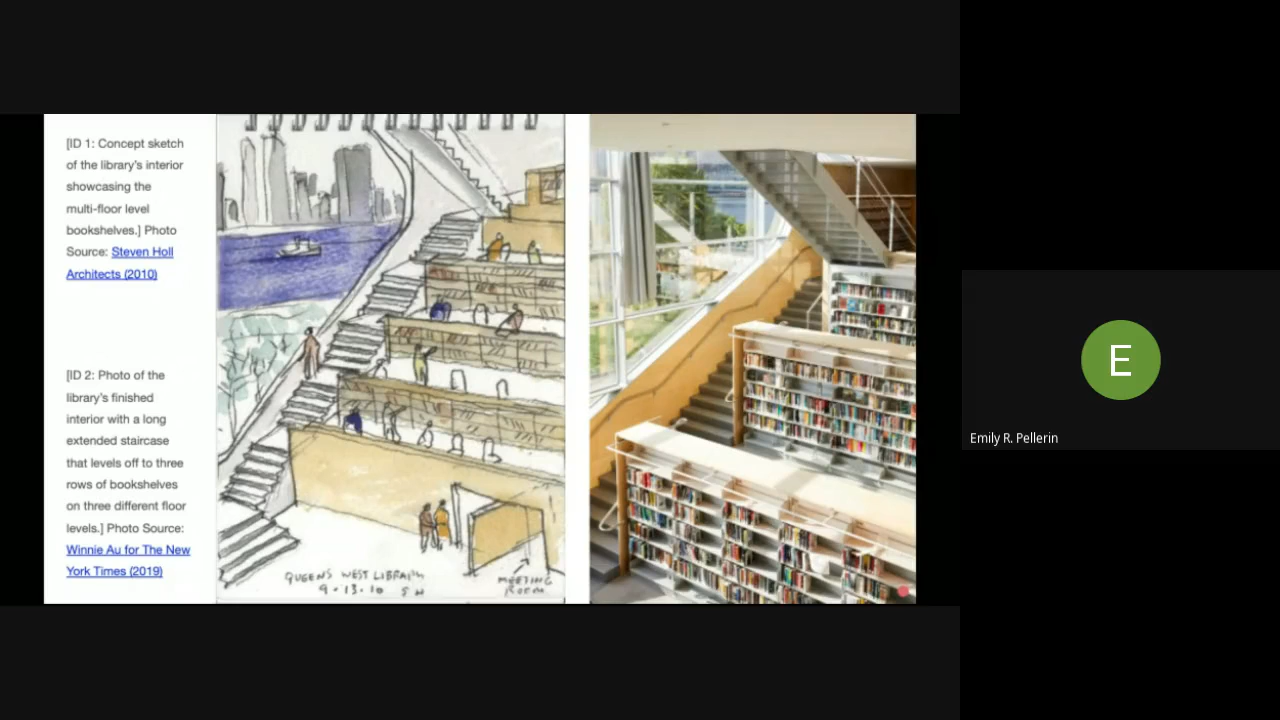 [ID 1: Concept sketch
of the library's interior
showcasing the
multi-floor level
bookshelves.] Photo
Source: Steven Holl
Architects (2010)
[ID 2: Photo of the
library's finished
interior with a long
extended staircase
that levels off to three
rows of bookshelves
on three different floor
levels.] Photo Source:
Winnie Au for The New
York Times (2019)
QUEENS WEST LIBRARY
9·13·10 SH
MEETING
ROOM
E
Emily R. Pellerin